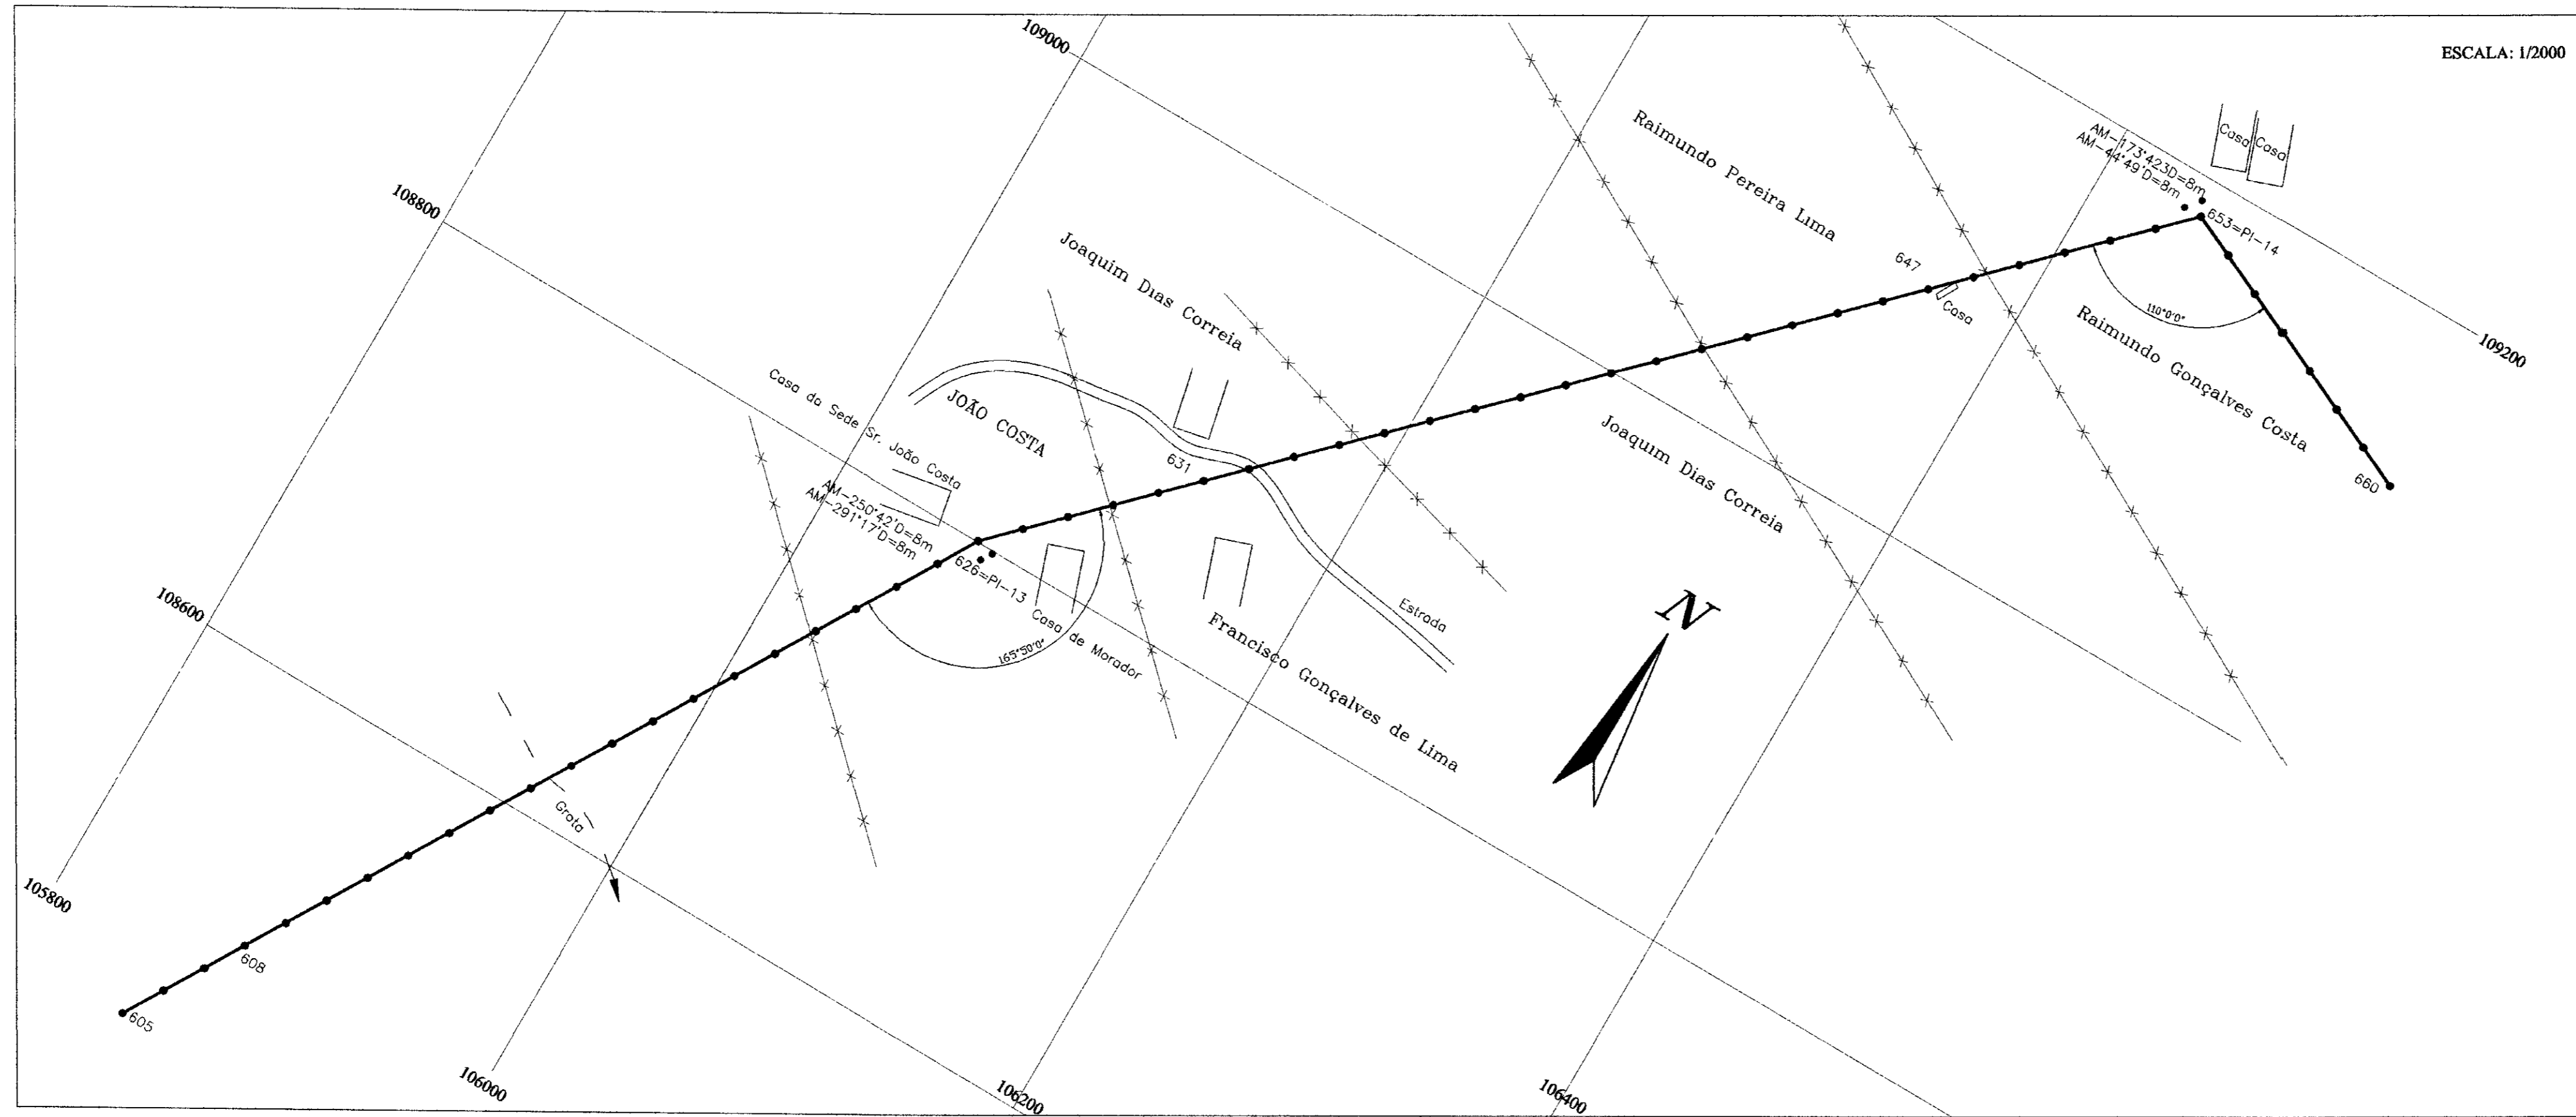 ESCALA: 1/2000
109000
108800
108600
105800
106000
106200
106400
109200
Raimundo Pereira Lima
AM-173°423D=8m
AM-44°49'D=8m
Casa
Casa
653=PI-14
647
Casa
110°0'0"
Raimundo Gonçalves Costa
660
Joaquim Dias Correia
Joaquim Dias Correia
Casa da Sede Sr. João Costa
JOÃO COSTA
631
AM-250°42'D=8m
AM-291°17'D=8m
626=PI-13
Casa de Morador
165°50'0"
Francisco Gonçalves de Lima
Estrada
N
Grota
608
605